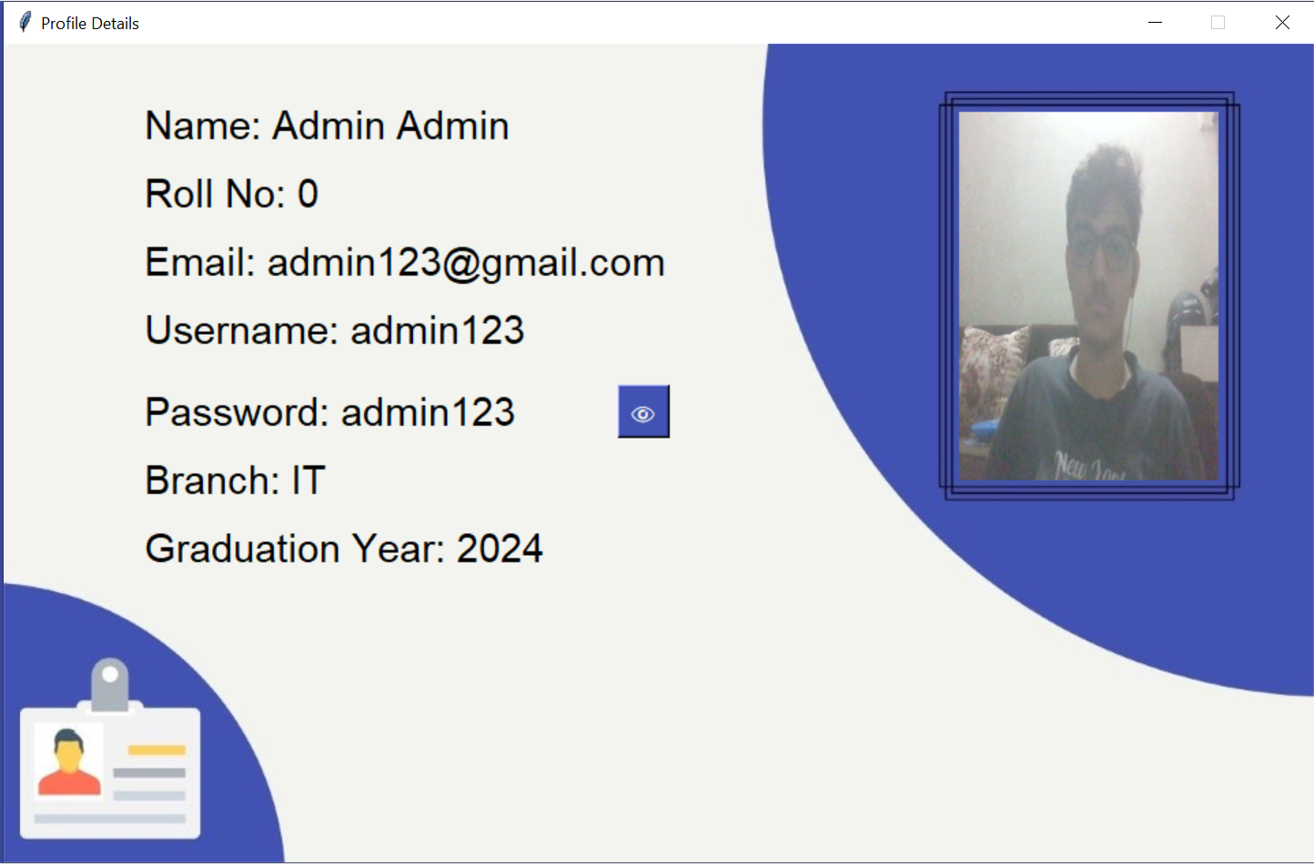 Profile Details
Name: Admin Admin
Roll No: 0
Email: admin123@gmail.com
Username: admin123
Password: admin123
Branch: IT
Graduation Year: 2024
New